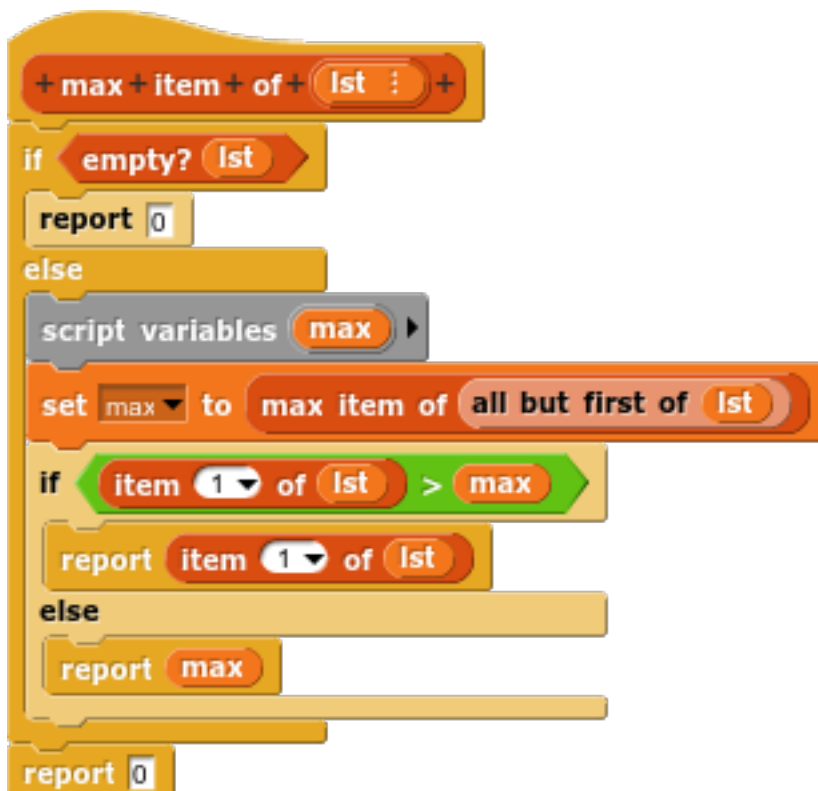 + max + item + of + lst ⋮ +
if empty? lst
report 0
else
script variables max
set max to max item of all but first of lst
if item 1 of lst > max
report item 1 of lst
else
report max
report 0